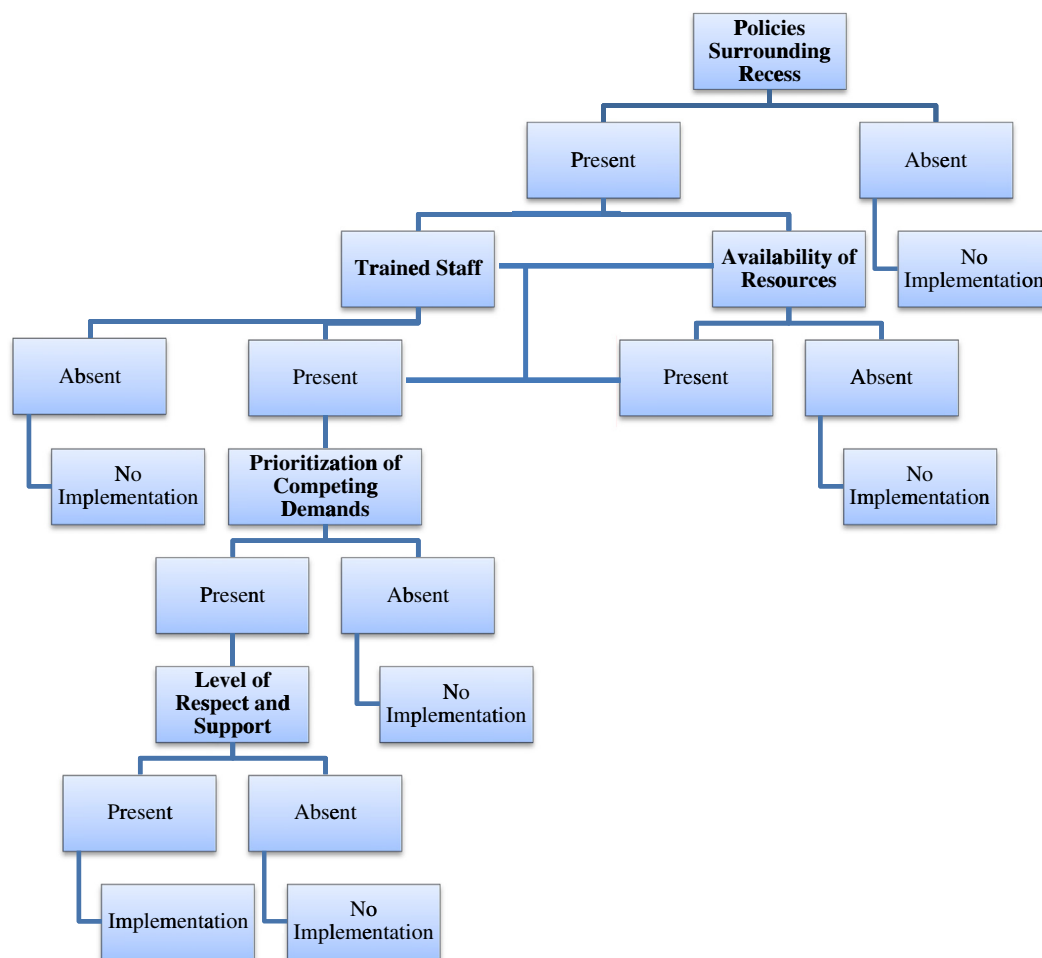 Policies
Surrounding
Recess
Present
Absent
Trained Staff
Availability of
Resources
No
Implementation
Absent
Present
Present
Absent
No
Implementation
Prioritization of
Competing
Demands
No
Implementation
Present
Absent
Level of
Respect and
Support
No
Implementation
Present
Absent
Implementation
No
Implementation